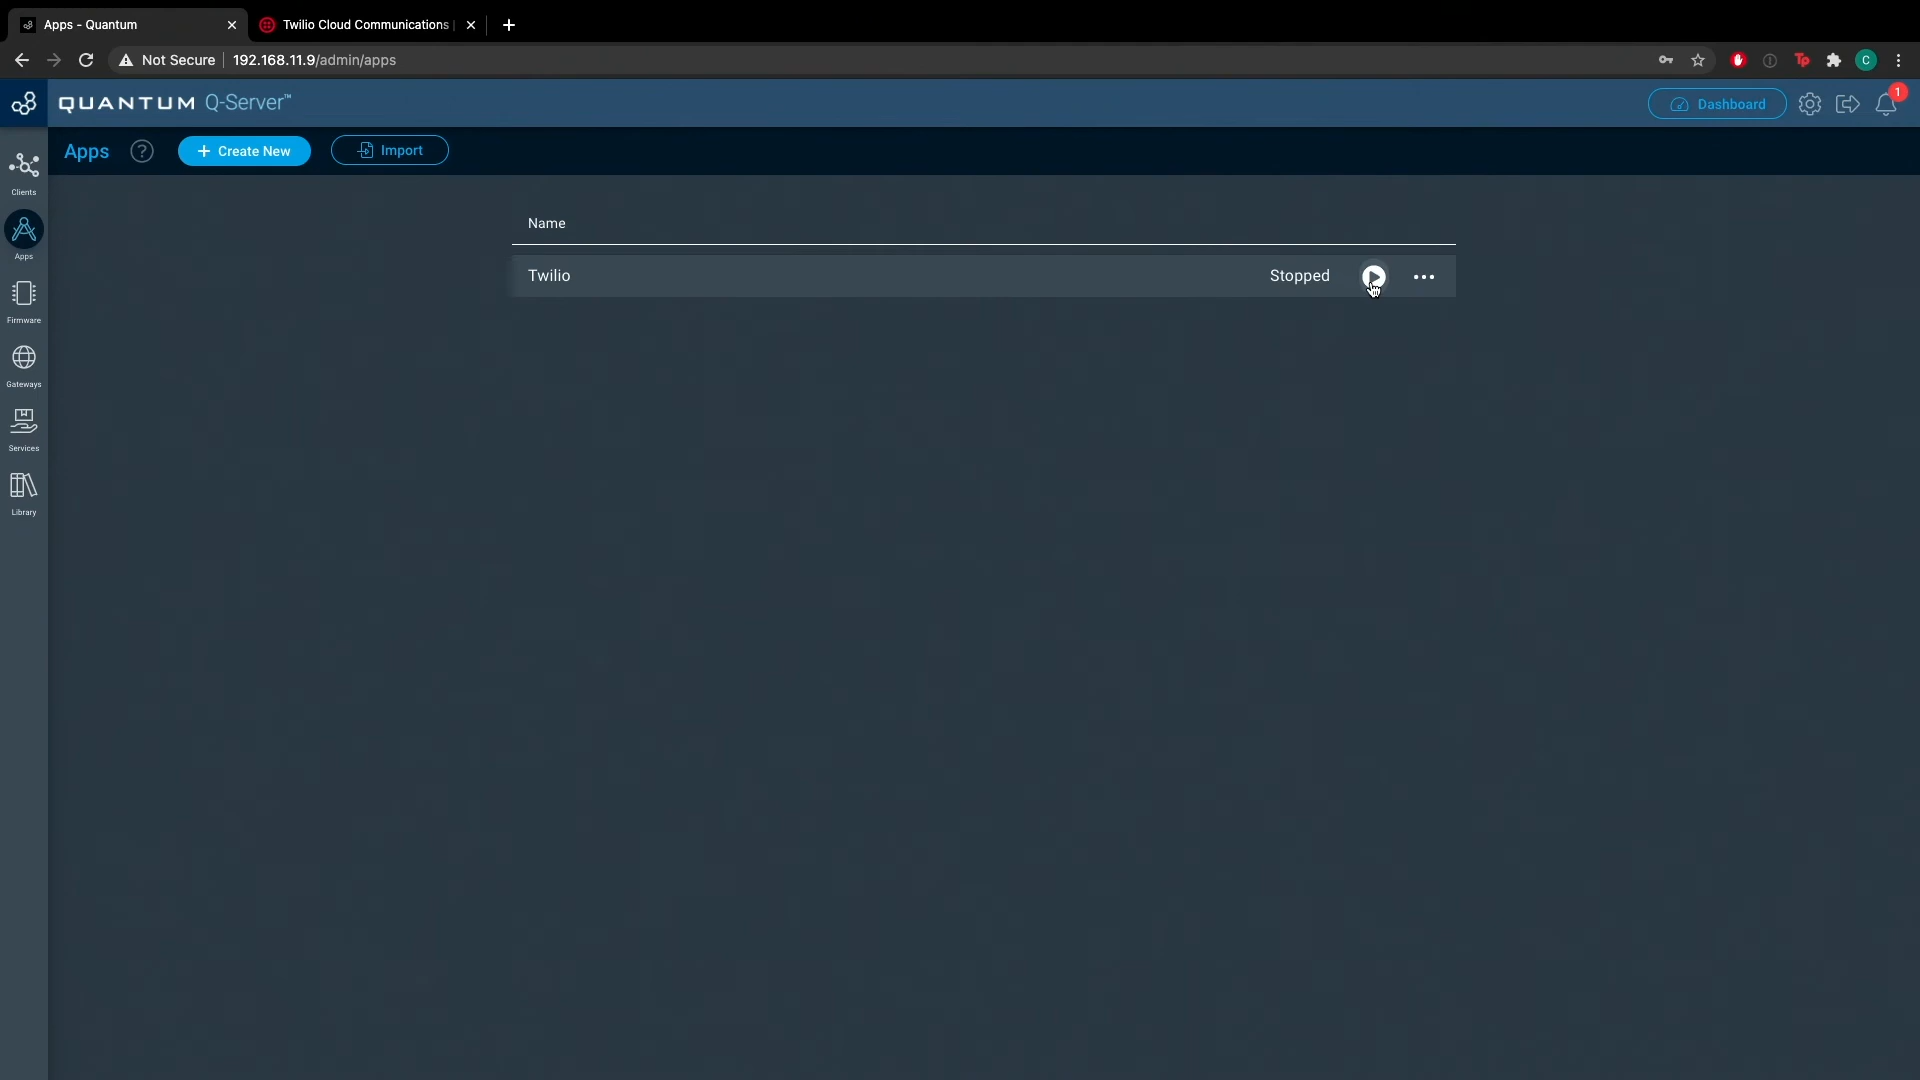 Apps - Quantum
Twilio Cloud Communications |
Not Secure
192.168.11.9/admin/apps
Tp
C
QUANTUM Q-Server™
Dashboard
1
Apps
?
+ Create New
Import
Clients
Apps
Firmware
Gateways
Services
Library
Name
Twilio
Stopped